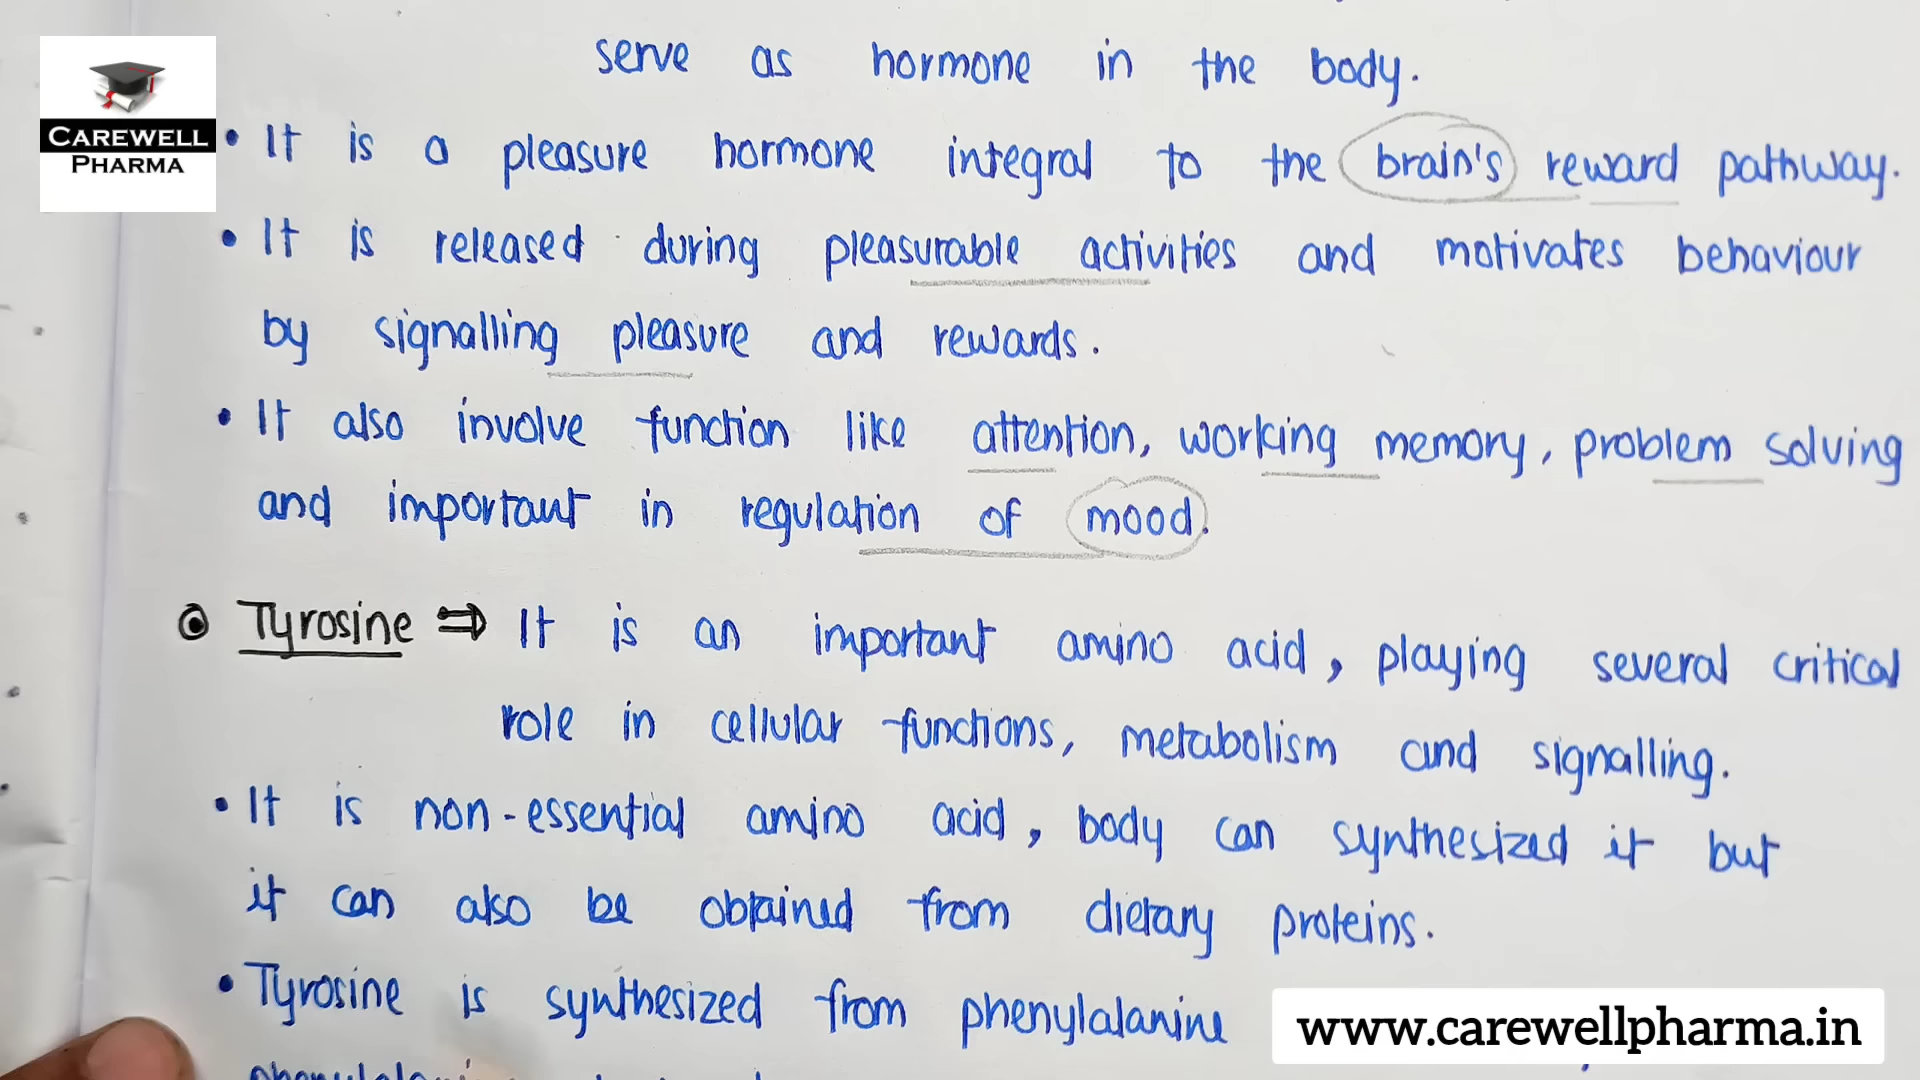 serve as hormone in the body.
CAREWELL
PHARMA
• It is a pleasure hormone integral to the brain's reward pathway.
• It is released during pleasurable activities and motivates behaviour
by signalling pleasure and rewards.
• It also involve function like attention, working memory, problem solving
and important in regulation of mood.
Tyrosine ⇒ It is an important amino acid, playing several critical
role in cellular functions, metabolism and signalling.
• It is non-essential amino acid, body can synthesized it but
it can also be obtained from dietary proteins.
• Tyrosine is synthesized from phenylalanine
www.carewellpharma.in